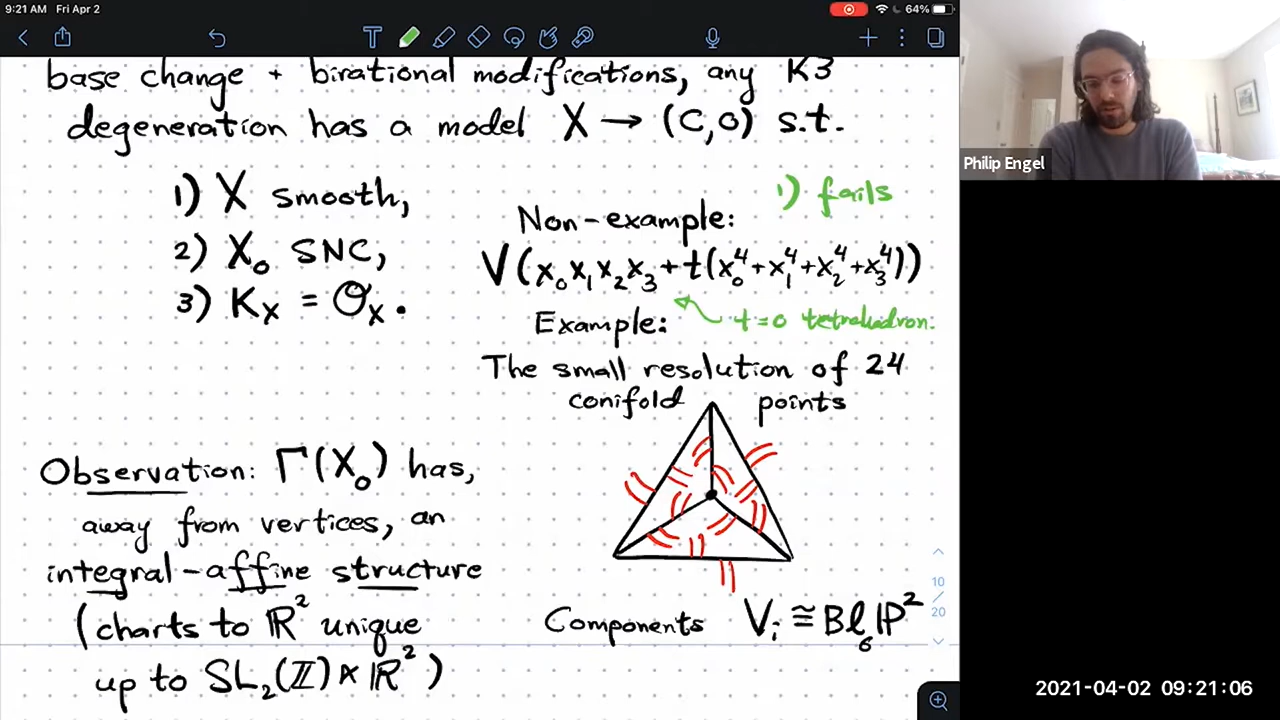 9:21 AM Fri Apr 2
64%
base change + birational modifications, any K3
degeneration has a model X → (C,0) s.t.
1) X smooth,
2) X₀ SNC,
3) K_X = 𝒪_X.
1) fails
Non-example:
V(x₀x₁x₂x₃+t(x₀⁴+x₁⁴+x₂⁴+x₃⁴))
Example:
t=0 tetrahedron.
The small resolution of 24
conifold points
Observation: Γ(X₀) has,
away from vertices, an
integral-affine structure
(charts to ℝ² unique
up to SL₂(ℤ)⋉ℝ²)
Components Vᵢ ≅ Bl₆ℙ²
10
/
20
Philip Engel
2021-04-02 09:21:06